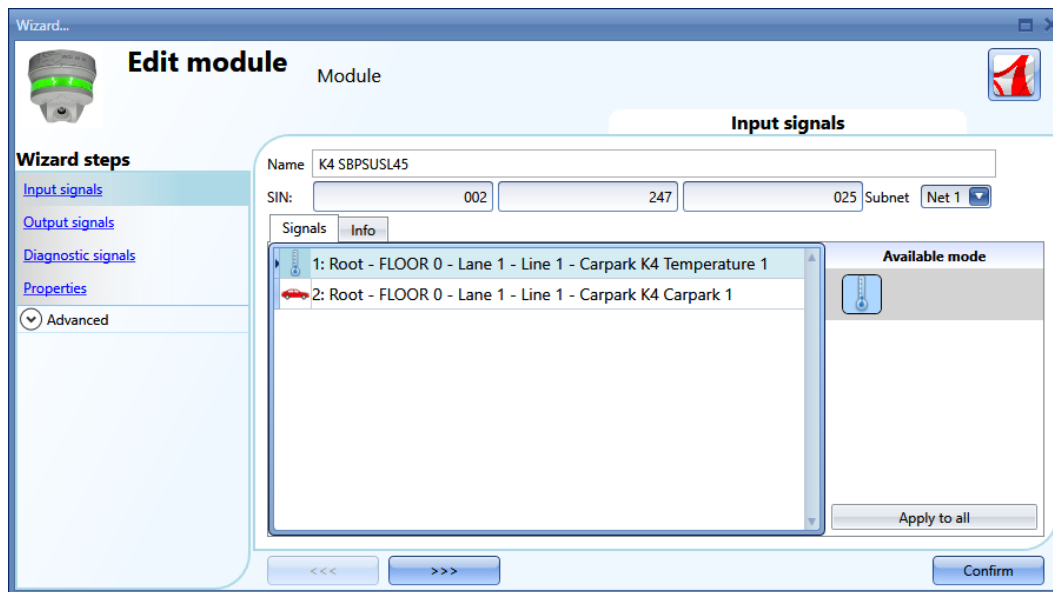 Wizard...
Edit module
Module
Input signals
Wizard steps
Input signals
Output signals
Diagnostic signals
Properties
Advanced
Name K4 SBPSUSL45
SIN: 002 247 025 Subnet Net 1
Signals Info
1: Root - FLOOR 0 - Lane 1 - Line 1 - Carpark K4 Temperature 1
2: Root - FLOOR 0 - Lane 1 - Line 1 - Carpark K4 Carpark 1
Available mode
Apply to all
<<< >>> Confirm